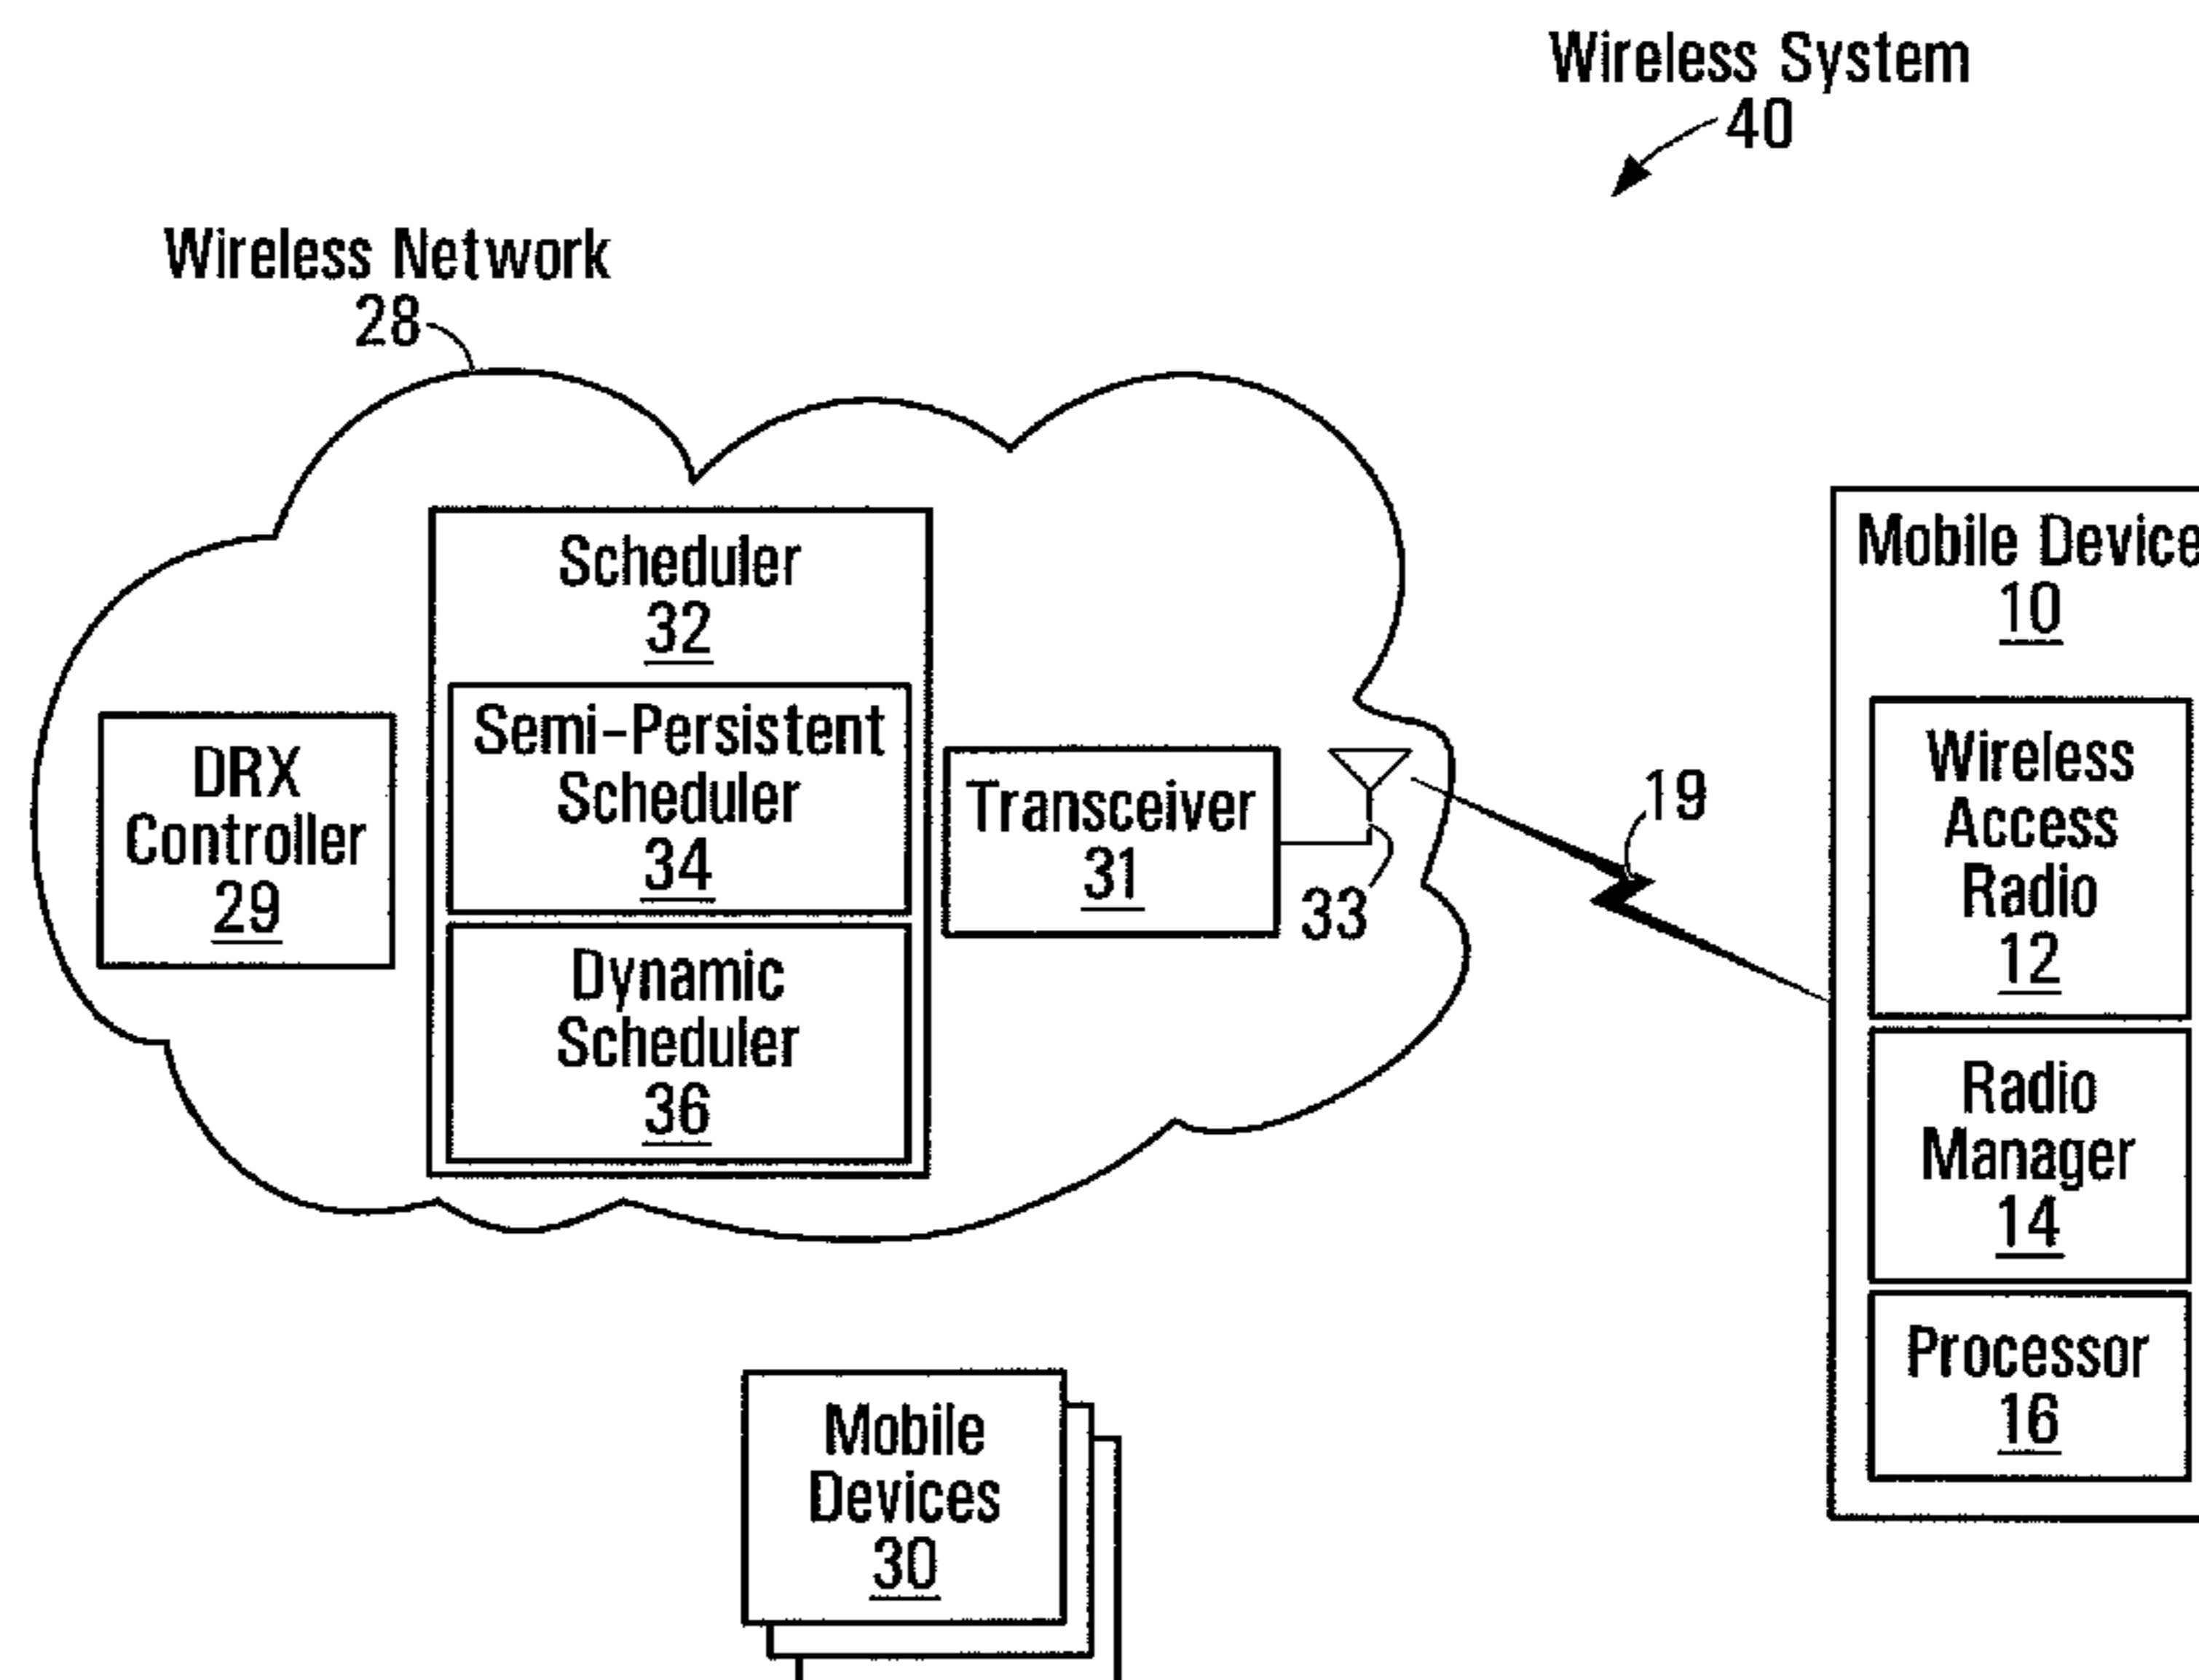 Wireless System
40
Wireless Network
28
Scheduler
32
Semi-Persistent
Scheduler
34
Dynamic
Scheduler
36
DRX
Controller
29
Transceiver
31
33
19
Mobile Device
10
Wireless
Access
Radio
12
Radio
Manager
14
Processor
16
Mobile
Devices
30